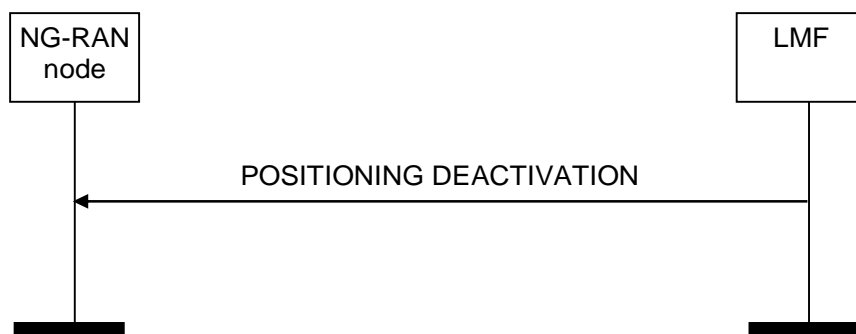 NG-RAN
node
LMF
POSITIONING DEACTIVATION